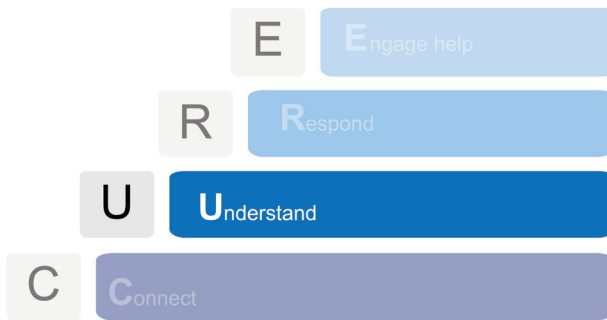 E Engage help
R Respond
U Understand
C Connect